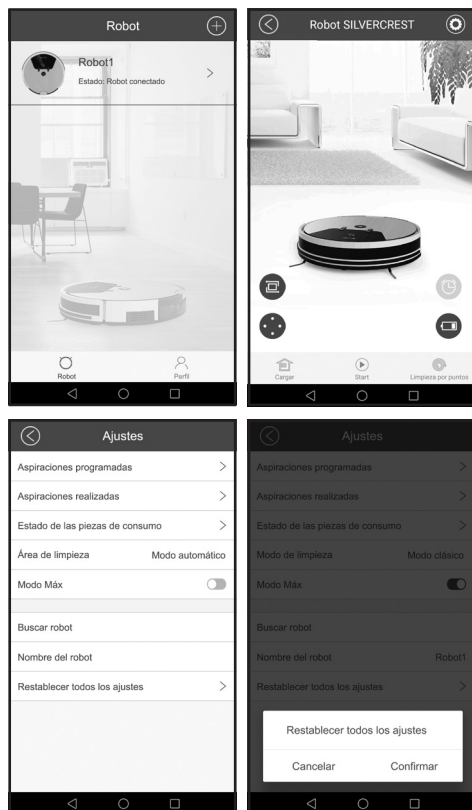 Robot
Robot1
Estado: Robot conectado
Robot
Perfil
Robot SILVERCREST
Cargar
Start
Limpieza por puntos
Ajustes
Aspiraciones programadas
Aspiraciones realizadas
Estado de las piezas de consumo
Área de limpieza Modo automático
Modo Máx
Buscar robot
Nombre del robot
Restablecer todos los ajustes
Ajustes
Aspiraciones programadas
Aspiraciones realizadas
Estado de las piezas de consumo
Modo de limpieza Modo clásico
Modo Máx
Buscar robot
Nombre del robot Robot1
Restablecer todos los ajustes
Restablecer todos los ajustes
Cancelar Confirmar